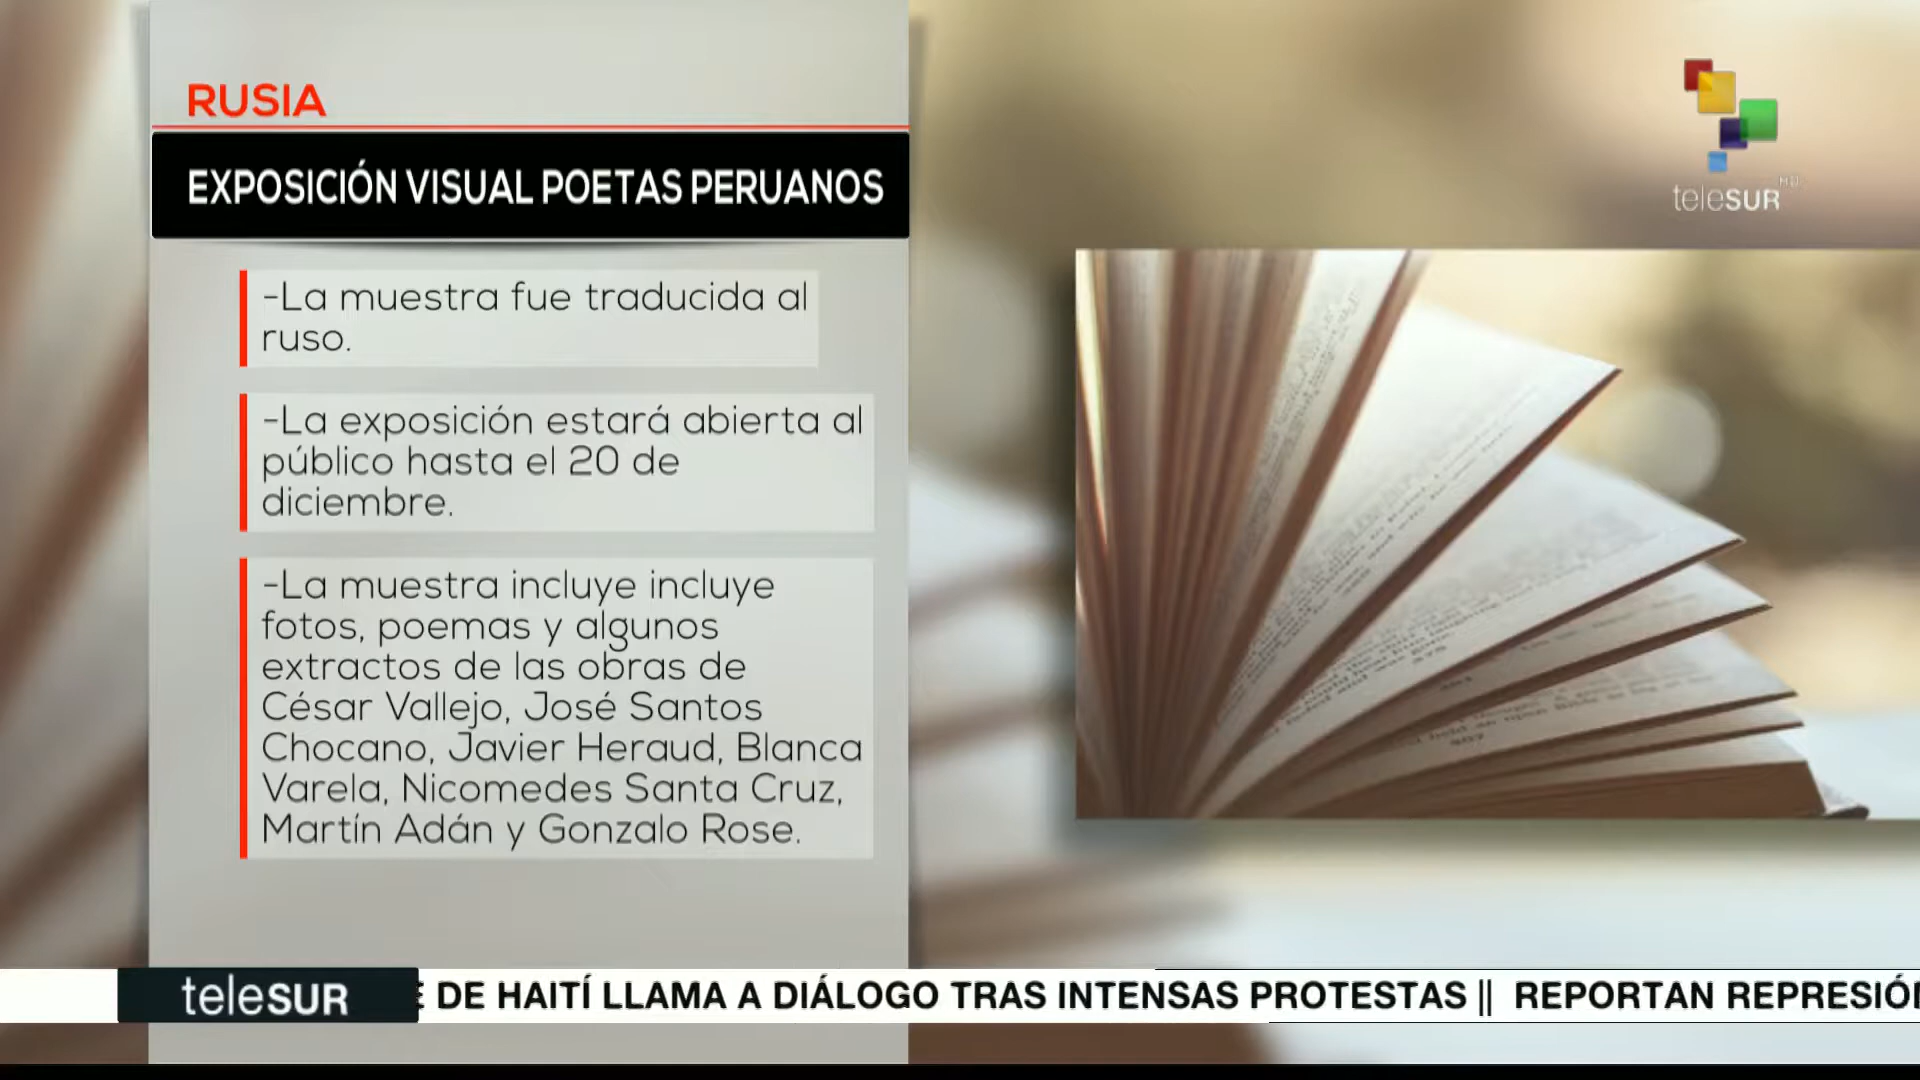 RUSIA
EXPOSICIÓN VISUAL POETAS PERUANOS
-La muestra fue traducida al
ruso.
-La exposición estará abierta al
público hasta el 20 de
diciembre.
-La muestra incluye incluye
fotos, poemas y algunos
extractos de las obras de
César Vallejo, José Santos
Chocano, Javier Heraud, Blanca
Varela, Nicomedes Santa Cruz,
Martín Adán y Gonzalo Rose.
teleSUR
teleSUR
DE HAITÍ LLAMA A DIÁLOGO TRAS INTENSAS PROTESTAS || REPORTAN REPRESIÓN